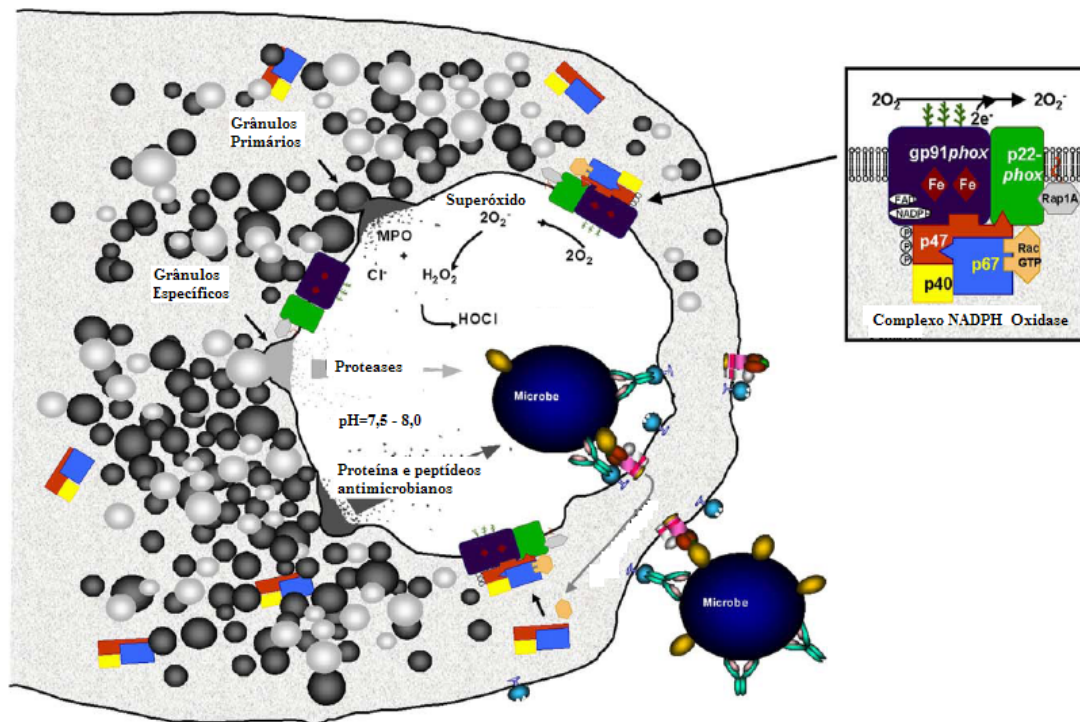 Grânulos
Primários
Superóxido
2O₂⁻
MPO
+
Cl⁻
H₂O₂
2O₂
HOCl
Grânulos
Específicos
Proteases
Microbe
pH=7,5 - 8,0
Proteína e peptídeos
antimicrobianos
Microbe
2O₂
2O₂⁻
2e⁻
gp91phox
p22-
phox
Fe
Fe
Rap1A
NADPH
P
P
P
p47
p67
p40
Rac
GTP
Complexo NADPH Oxidase